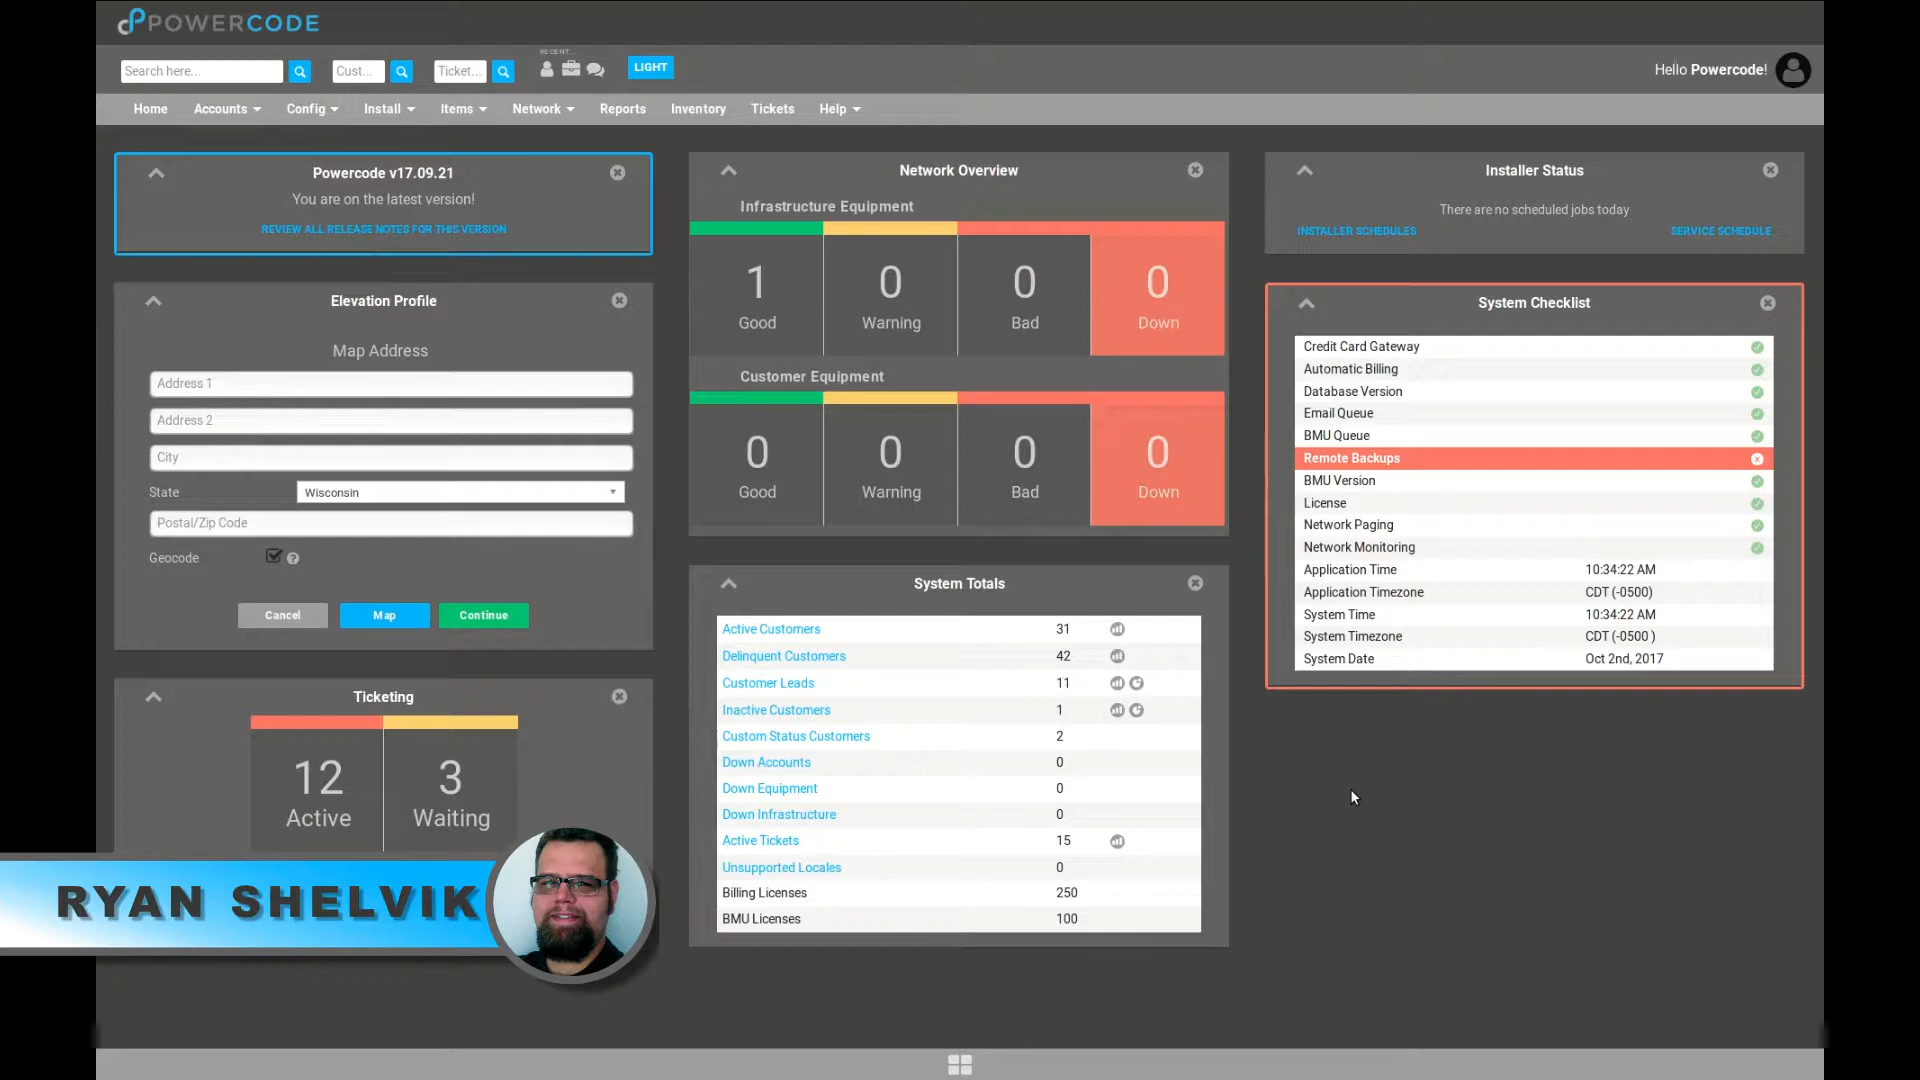 POWERCODE
RECENT:
Search here...
Cust...
Ticket...
LIGHT
Hello Powercode!
Home
Accounts
Config
Install
Items
Network
Reports
Inventory
Tickets
Help
Powercode v17.09.21
You are on the latest version!
REVIEW ALL RELEASE NOTES FOR THIS VERSION
Elevation Profile
Map Address
Address 1
Address 2
City
State
Wisconsin
Postal/Zip Code
Geocode
Cancel
Map
Continue
Ticketing
12
Active
3
Waiting
RYAN SHELVIK
Network Overview
Infrastructure Equipment
1
Good
0
Warning
0
Bad
0
Down
Customer Equipment
0
Good
0
Warning
0
Bad
0
Down
System Totals
Active Customers 31
Delinquent Customers 42
Customer Leads 11
Inactive Customers 1
Custom Status Customers 2
Down Accounts 0
Down Equipment 0
Down Infrastructure 0
Active Tickets 15
Unsupported Locales 0
Billing Licenses 250
BMU Licenses 100
Installer Status
There are no scheduled jobs today
INSTALLER SCHEDULES
SERVICE SCHEDULE
System Checklist
Credit Card Gateway
Automatic Billing
Database Version
Email Queue
BMU Queue
Remote Backups
BMU Version
License
Network Paging
Network Monitoring
Application Time 10:34:22 AM
Application Timezone CDT (-0500)
System Time 10:34:22 AM
System Timezone CDT (-0500 )
System Date Oct 2nd, 2017